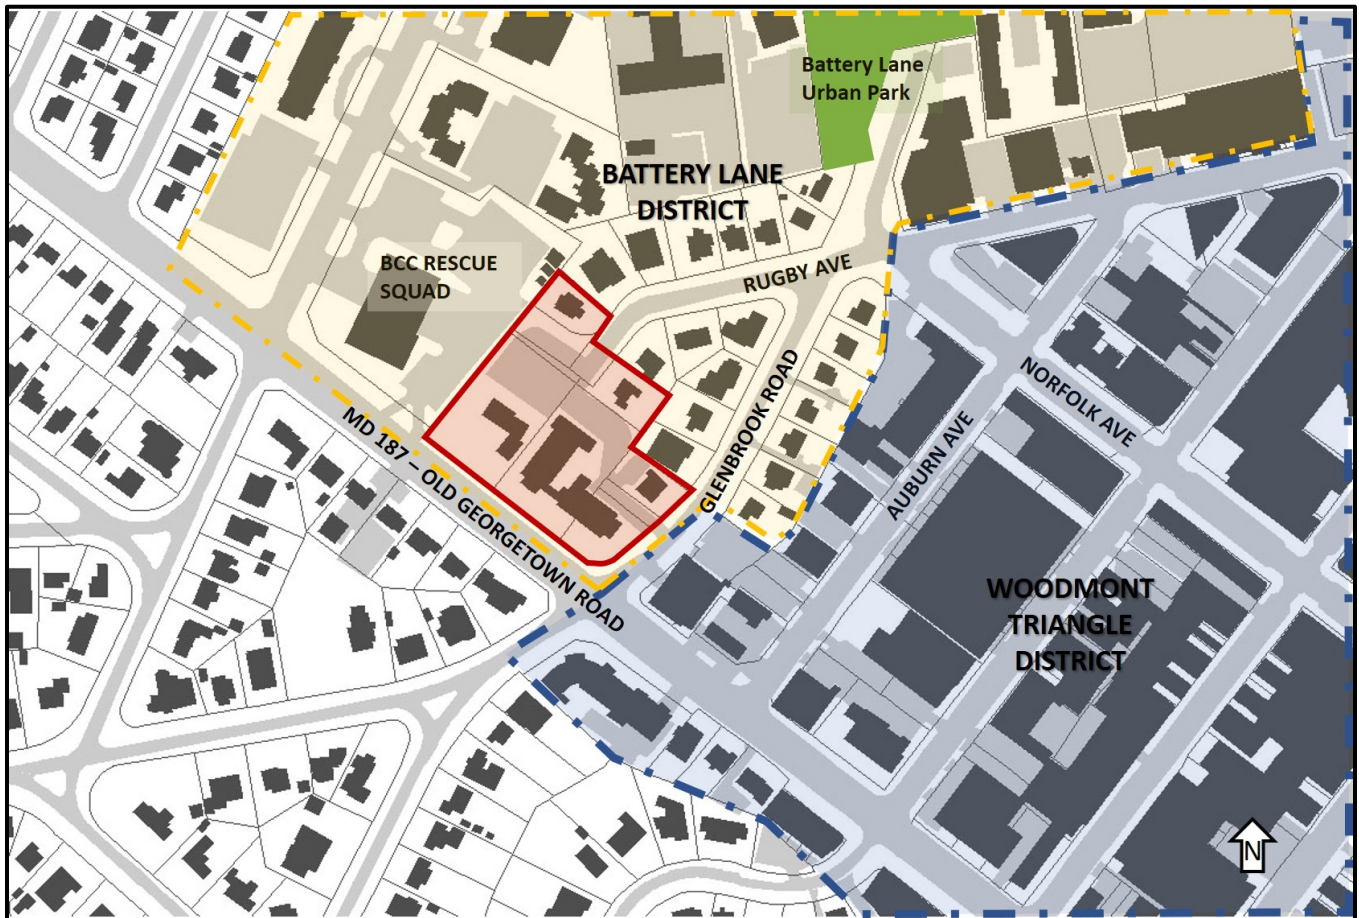 Battery Lane
Urban Park
BATTERY LANE
DISTRICT
BCC RESCUE
SQUAD
RUGBY AVE
GLENBROOK ROAD
NORFOLK AVE
AUBURN AVE
MD 187 – OLD GEORGETOWN ROAD
WOODMONT
TRIANGLE
DISTRICT
N